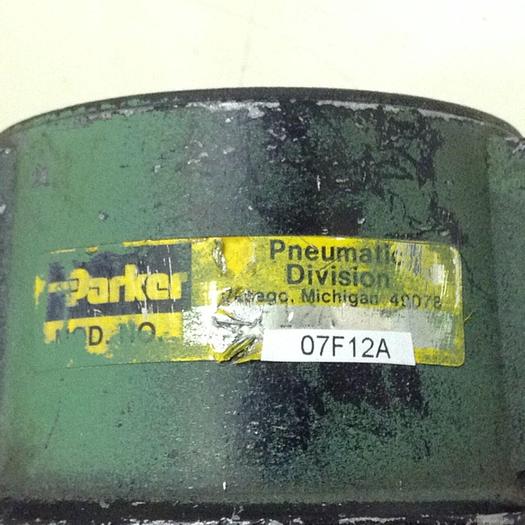 Parker
Pneumatic
Division
Michigan 49078
MOD. NO.
07F12A